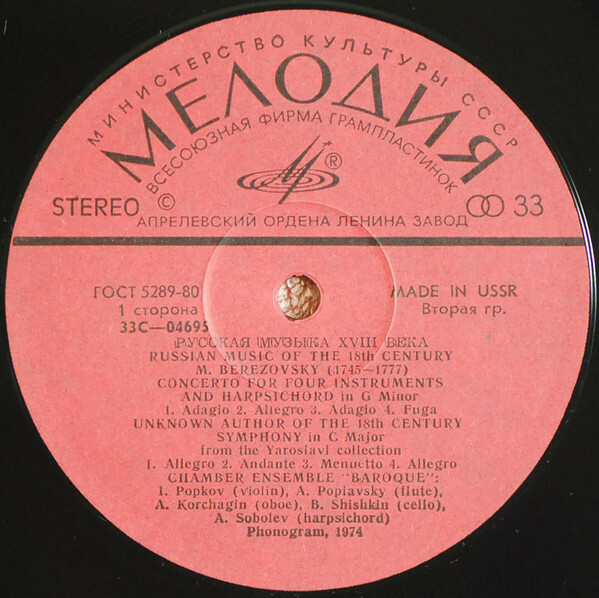 МИНИСТЕРСТВО КУЛЬТУРЫ СССР
МЕЛОДИЯ
ВСЕСОЮЗНАЯ ФИРМА ГРАМПЛАСТИНОК
®
STEREO © 33
АПРЕЛЕВСКИЙ ОРДЕНА ЛЕНИНА ЗАВОД
ГОСТ 5289-80 MADE IN USSR
1 сторона Вторая гр.
33С—04695
РУССКАЯ МУЗЫКА XVIII ВЕКА
RUSSIAN MUSIC OF THE 18th CENTURY
M. BEREZOVSKY (1745—1777)
CONCERTO FOR FOUR INSTRUMENTS
AND HARPSICHORD in G Minor
1. Adagio 2. Allegro 3. Adagio 4. Fuga
UNKNOWN AUTHOR OF THE 18th CENTURY
SYMPHONY in C Major
from the Yaroslavl collection
1. Allegro 2. Andante 3. Menuetto 4. Allegro
CHAMBER ENSEMBLE "BAROQUE":
I. Popkov (violin), A. Poplavsky (flute),
A. Korchagin (oboe), B. Shishkin (cello),
A. Sobolev (harpsichord)
Phonogram, 1974